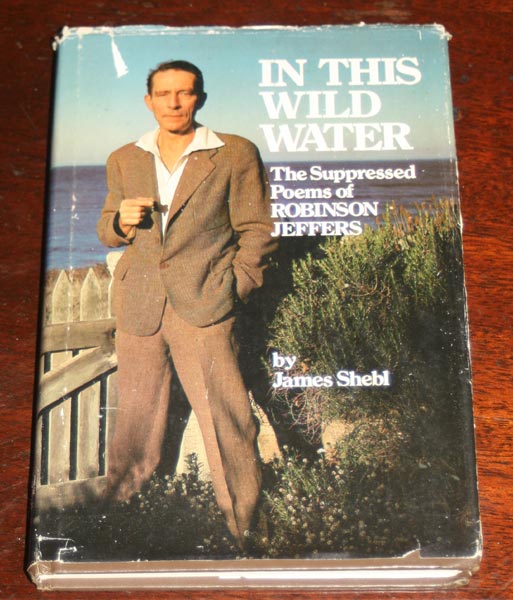 IN THIS
WILD
WATER
The Suppressed
Poems of
ROBINSON
JEFFERS
by
James Shebl